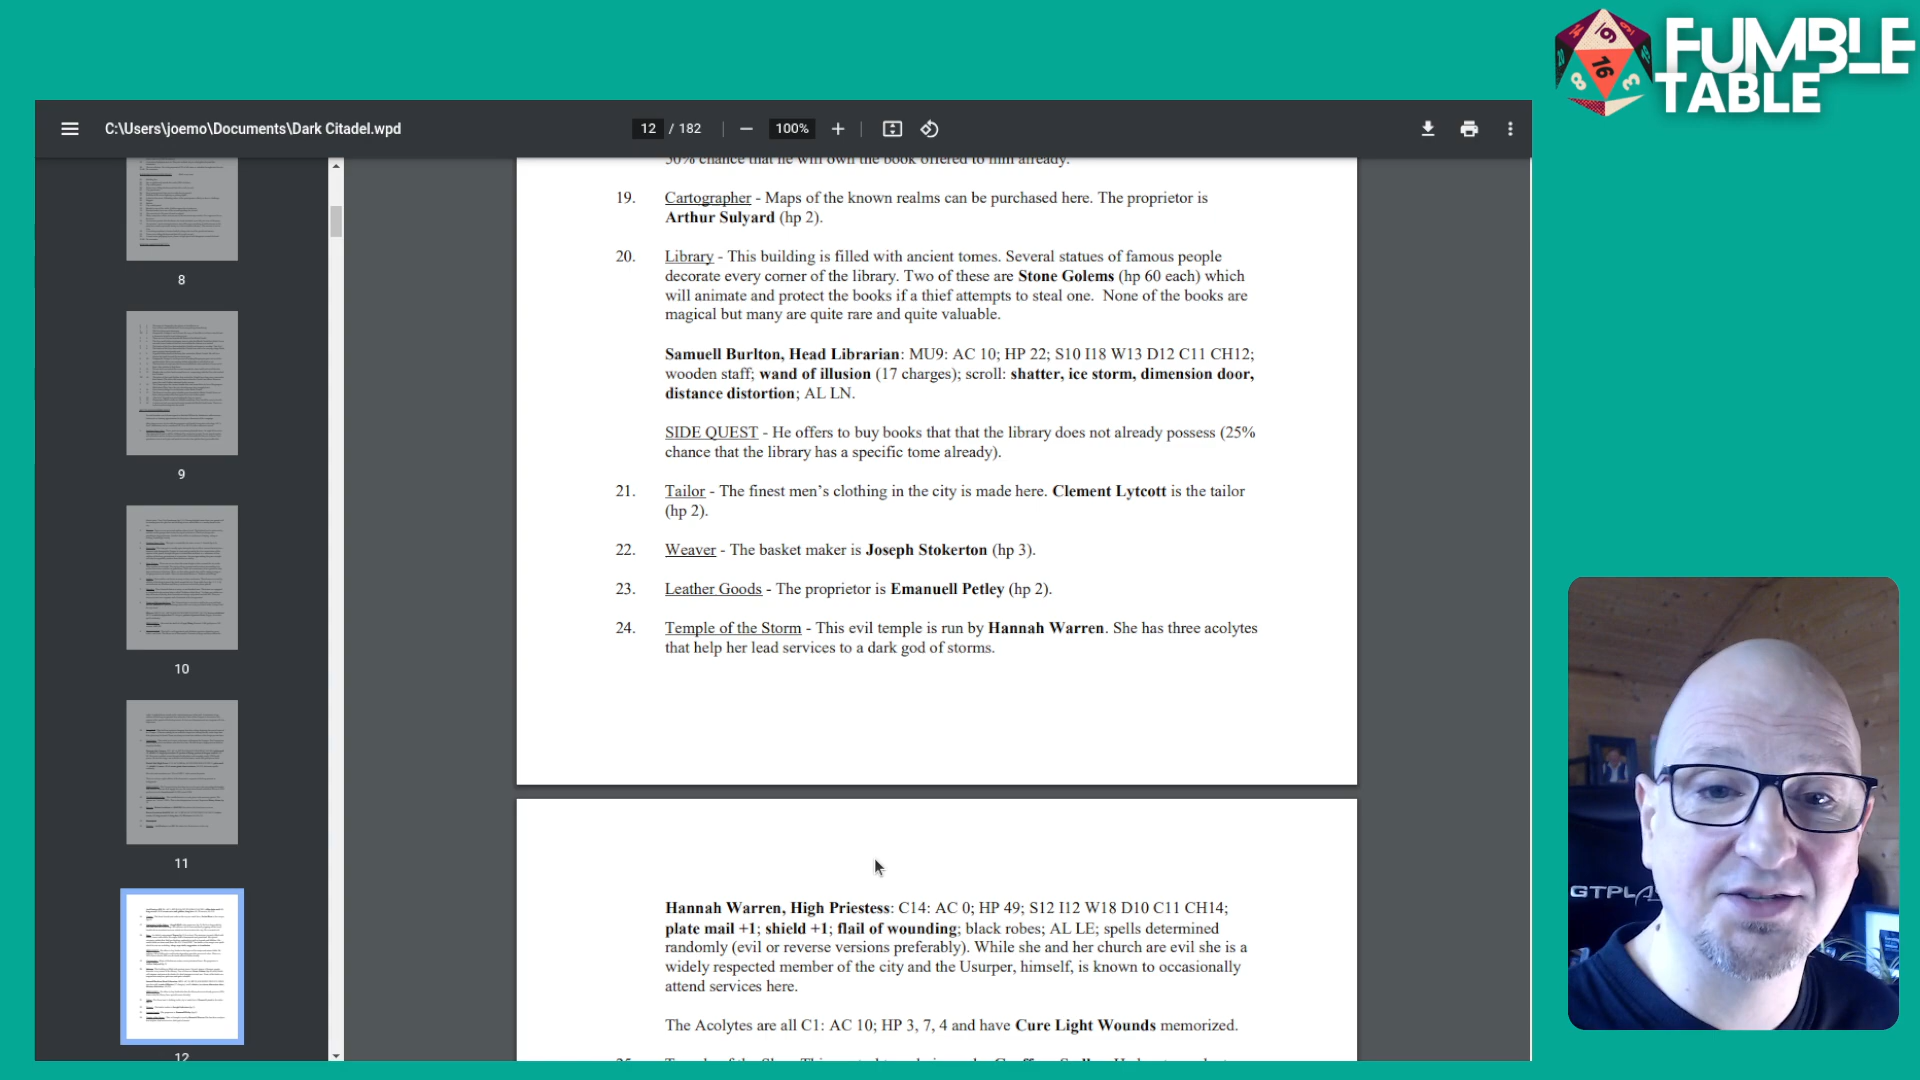 FUMBLE
TABLE
16
C:\Users\joemo\Documents\Dark Citadel.wpd
12 / 182
100%
50% chance that he will own the book offered to him already.
19. Cartographer - Maps of the known realms can be purchased here. The proprietor is
Arthur Sulyard (hp 2).
20. Library - This building is filled with ancient tomes. Several statues of famous people
decorate every corner of the library. Two of these are Stone Golems (hp 60 each) which
will animate and protect the books if a thief attempts to steal one. None of the books are
magical but many are quite rare and quite valuable.
Samuell Burlton, Head Librarian: MU9: AC 10; HP 22; S10 I18 W13 D12 C11 CH12;
wooden staff; wand of illusion (17 charges); scroll: shatter, ice storm, dimension door,
distance distortion; AL LN.
SIDE QUEST - He offers to buy books that that the library does not already possess (25%
chance that the library has a specific tome already).
21. Tailor - The finest men's clothing in the city is made here. Clement Lytcott is the tailor
(hp 2).
22. Weaver - The basket maker is Joseph Stokerton (hp 3).
23. Leather Goods - The proprietor is Emanuell Petley (hp 2).
24. Temple of the Storm - This evil temple is run by Hannah Warren. She has three acolytes
that help her lead services to a dark god of storms.
Hannah Warren, High Priestess: C14: AC 0; HP 49; S12 I12 W18 D10 C11 CH14;
plate mail +1; shield +1; flail of wounding; black robes; AL LE; spells determined
randomly (evil or reverse versions preferably). While she and her church are evil she is a
widely respected member of the city and the Usurper, himself, is known to occasionally
attend services here.
The Acolytes are all C1: AC 10; HP 3, 7, 4 and have Cure Light Wounds memorized.
8
9
10
11
12
GTPLA